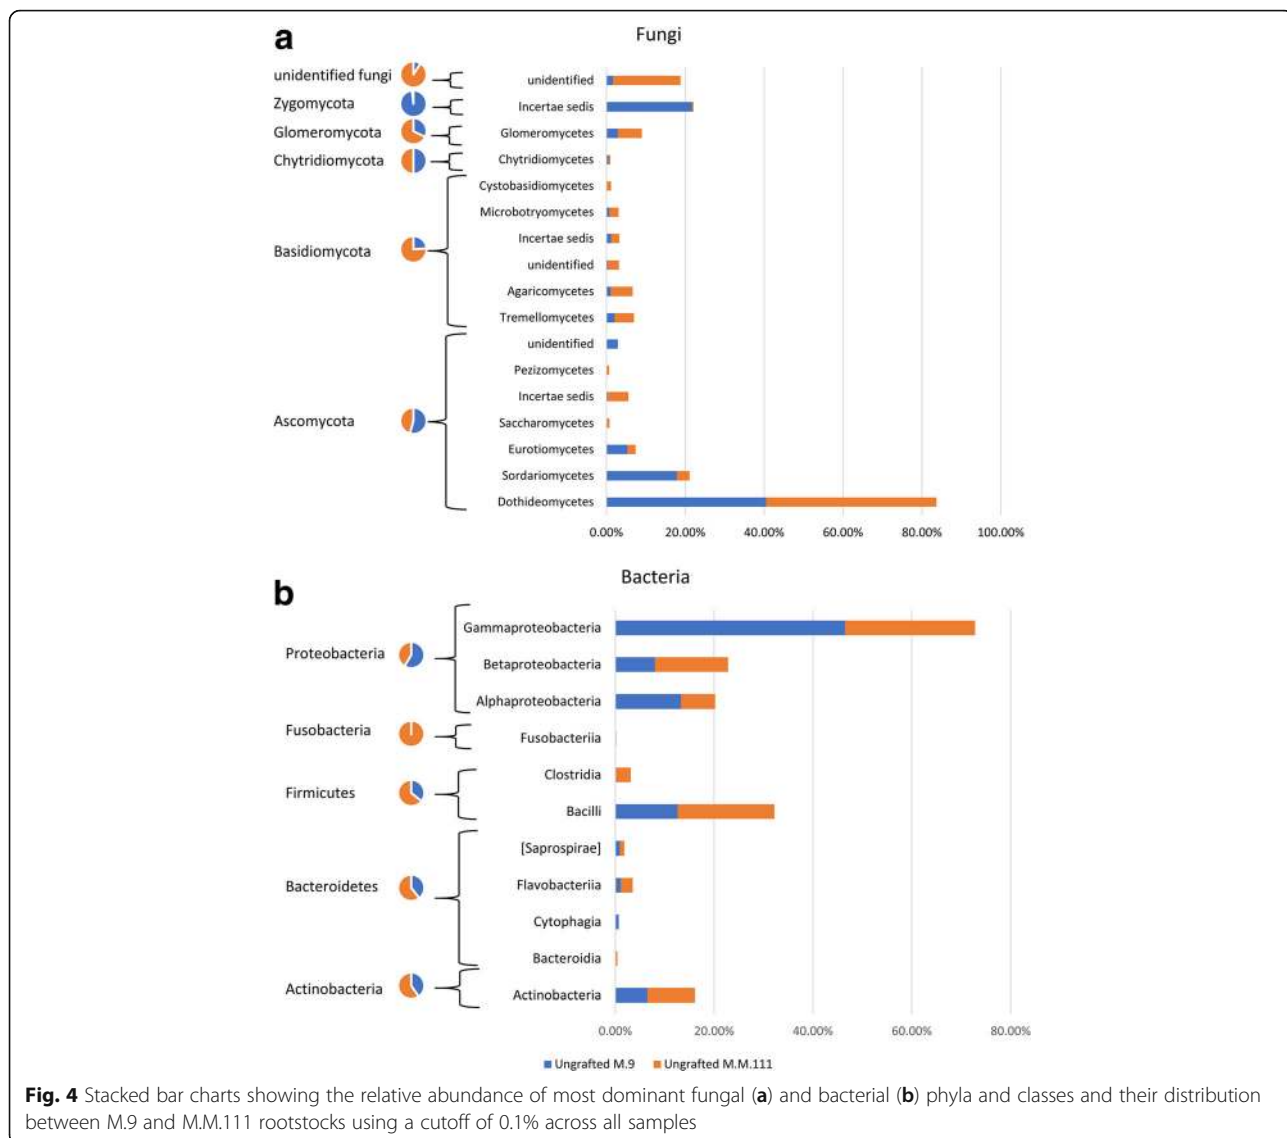 a
Fungi
unidentified fungi
Zygomycota
Glomeromycota
Chytridiomycota
Basidiomycota
Ascomycota
unidentified
Incertae sedis
Glomeromycetes
Chytridiomycetes
Cystobasidiomycetes
Microbotryomycetes
Incertae sedis
unidentified
Agaricomycetes
Tremellomycetes
unidentified
Pezizomycetes
Incertae sedis
Saccharomycetes
Eurotiomycetes
Sordariomycetes
Dothideomycetes
0.00% 20.00% 40.00% 60.00% 80.00% 100.00%
b
Bacteria
Proteobacteria
Fusobacteria
Firmicutes
Bacteroidetes
Actinobacteria
Gammaproteobacteria
Betaproteobacteria
Alphaproteobacteria
Fusobacteriia
Clostridia
Bacilli
[Saprospirae]
Flavobacteriia
Cytophagia
Bacteroidia
Actinobacteria
0.00% 20.00% 40.00% 60.00% 80.00%
Ungrafted M.9 Ungrafted M.M.111
Fig. 4 Stacked bar charts showing the relative abundance of most dominant fungal (a) and bacterial (b) phyla and classes and their distribution
between M.9 and M.M.111 rootstocks using a cutoff of 0.1% across all samples